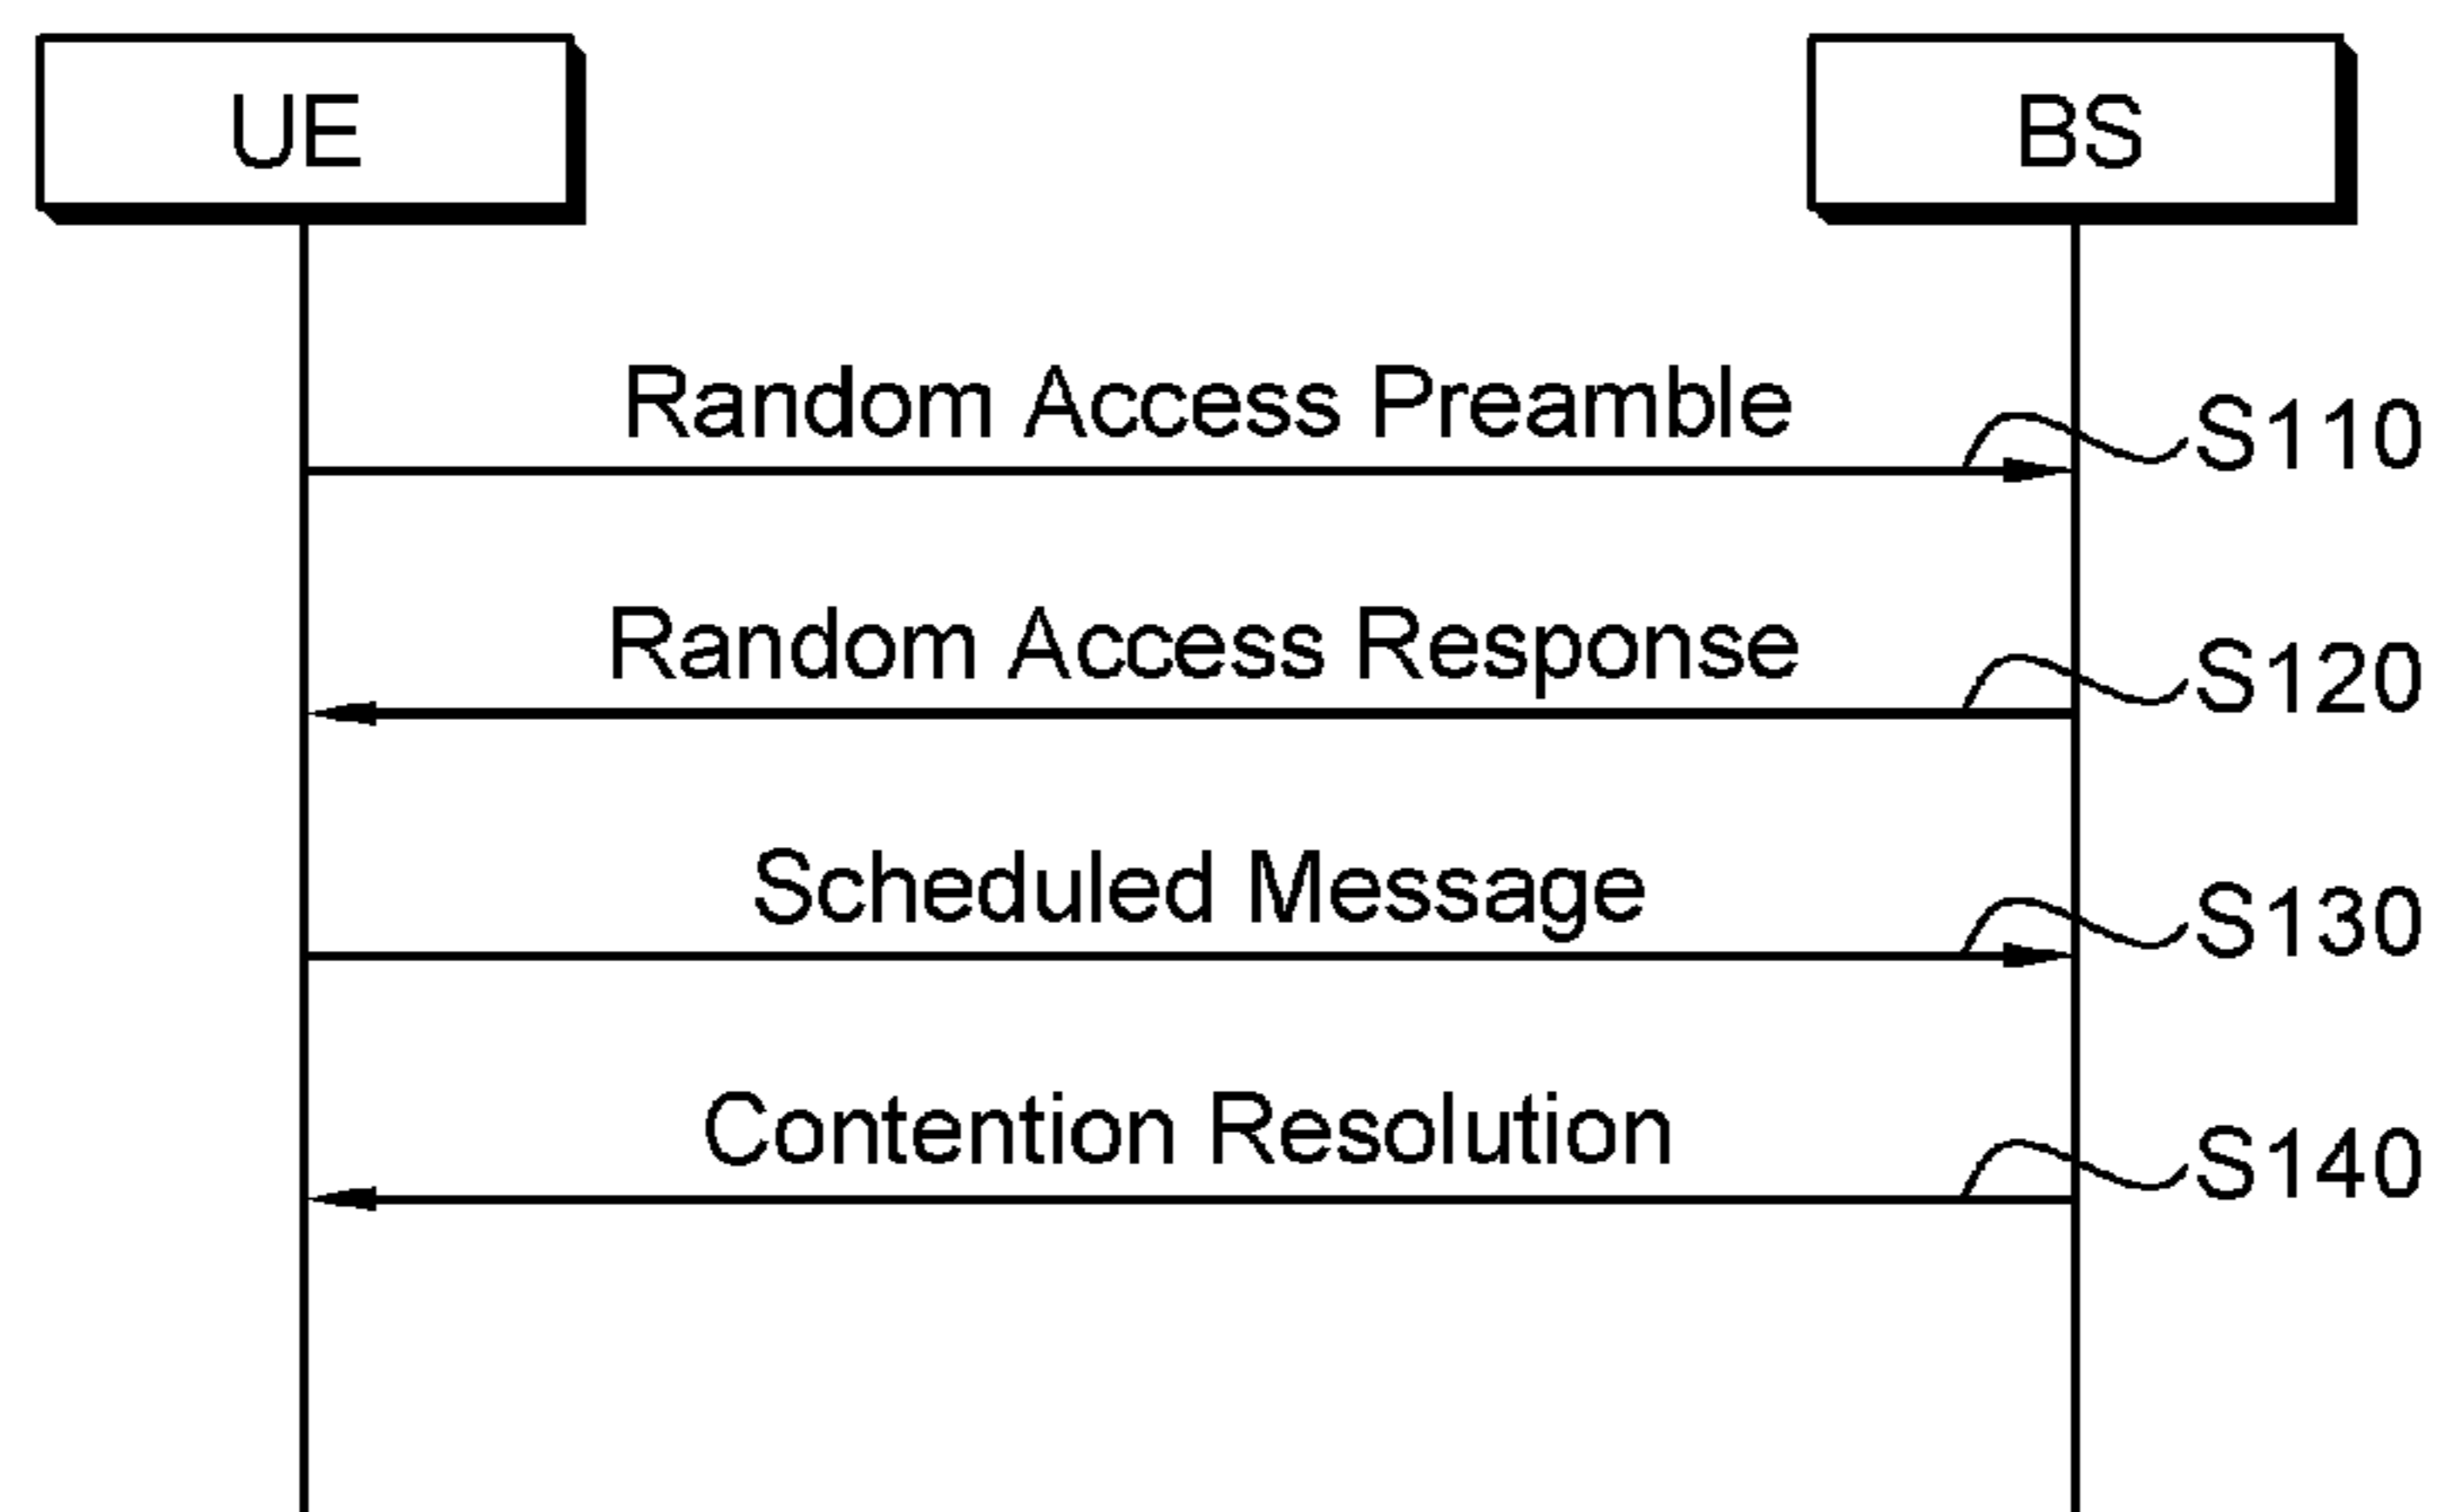 UE
BS
Random Access Preamble
S110
Random Access Response
S120
Scheduled Message
S130
Contention Resolution
S140